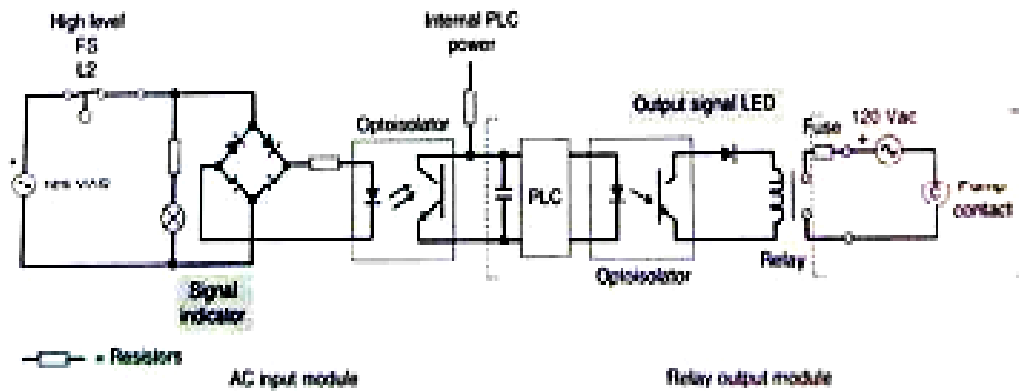 High level
FS
L2
Internal PLC
power
Optoisolator
Output signal LED
Fuse
120 Vac
+
PLC
C
contact
Optoisolator
Relay
Signal
indicator
= Resistors
AC input module
Relay output module